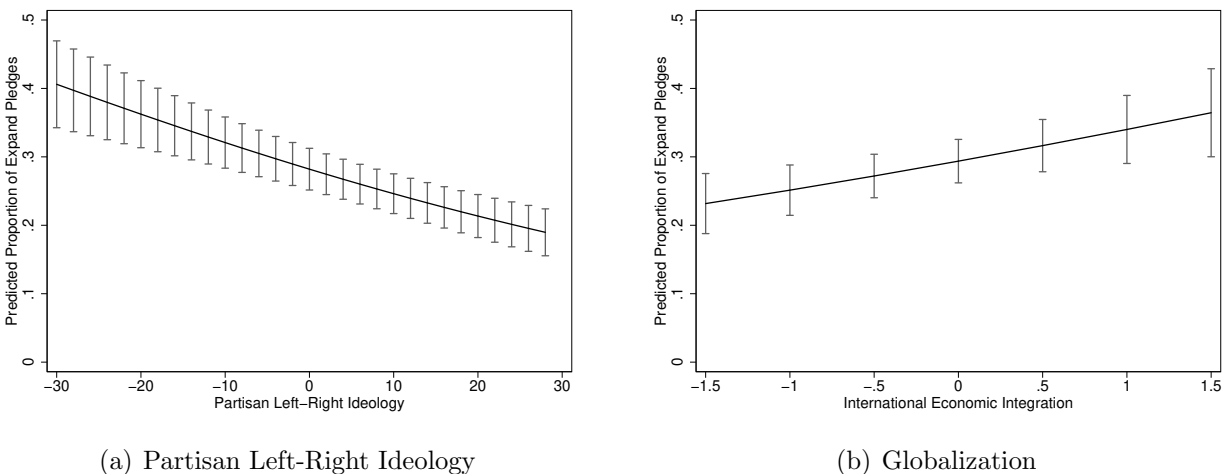 Predicted Proportion of Expand Pledges
.5
.4
.3
.2
.1
0
−30 −20 −10 0 10 20 30
Partisan Left−Right Ideology
(a) Partisan Left-Right Ideology
Predicted Proportion of Expand Pledges
.5
.4
.3
.2
.1
0
−1.5 −1 −.5 0 .5 1 1.5
International Economic Integration
(b) Globalization